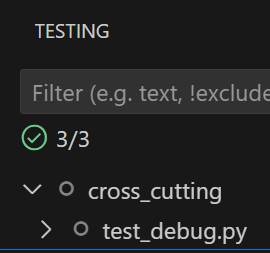 TESTING
Filter (e.g. text, !exclude
3/3
cross_cutting
test_debug.py